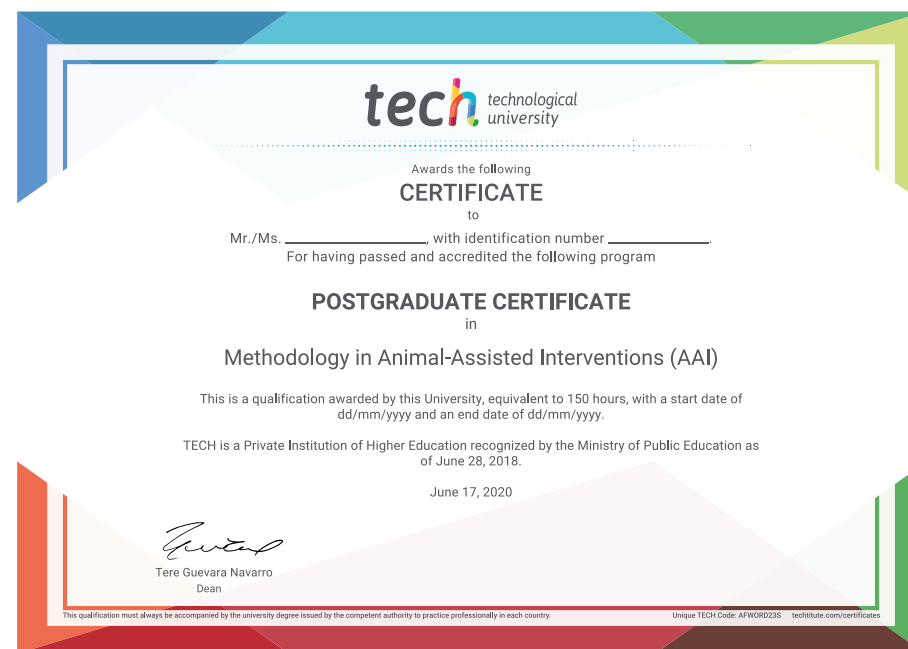 tech technological
university
Awards the following
CERTIFICATE
to
Mr./Ms. ____________________, with identification number ______________.
For having passed and accredited the following program
POSTGRADUATE CERTIFICATE
in
Methodology in Animal-Assisted Interventions (AAI)
This is a qualification awarded by this University, equivalent to 150 hours, with a start date of
dd/mm/yyyy and an end date of dd/mm/yyyy.
TECH is a Private Institution of Higher Education recognized by the Ministry of Public Education as
of June 28, 2018.
June 17, 2020
Tere Guevara Navarro
Dean
This qualification must always be accompanied by the university degree issued by the competent authority to practice professionally in each country. Unique TECH Code: AFWORD23S techtitute.com/certificates